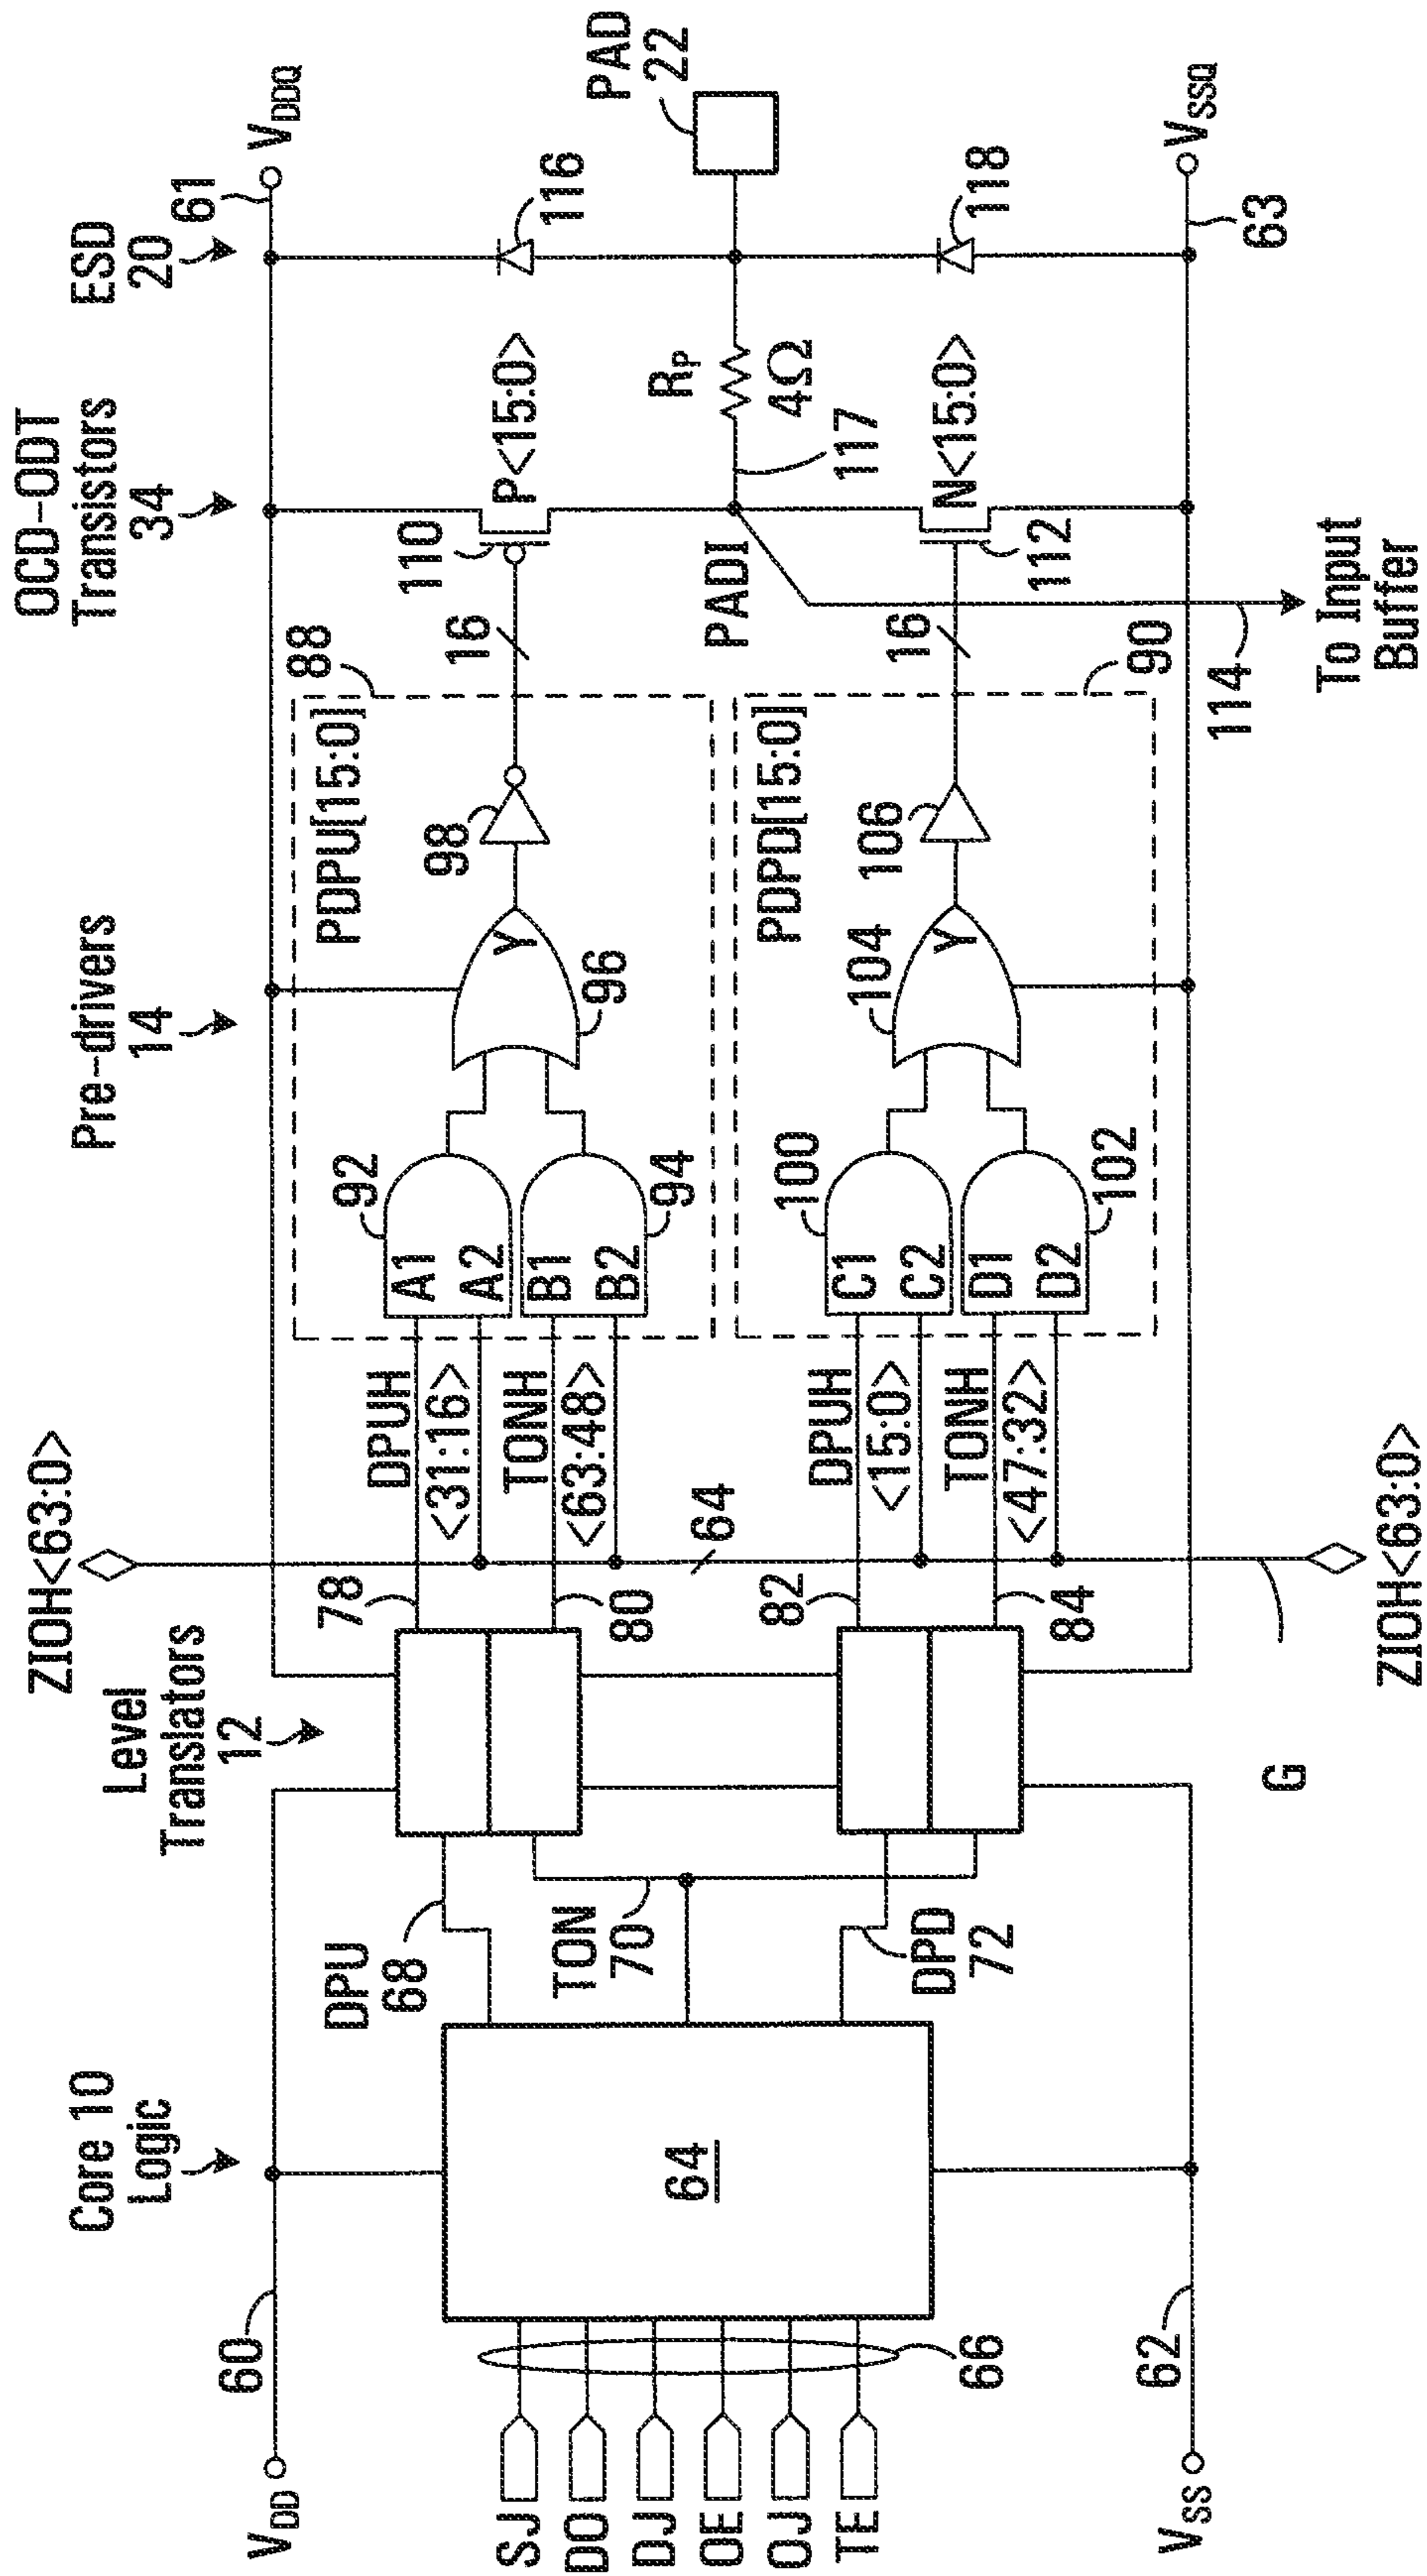 Core 10
Logic
Level
Translators
12
ZIOH<63:0>
Pre-drivers
14
OCD-ODT
Transistors
34
ESD
20
VDD
60
61
VDDQ
SJ
DO
DJ
OE
OJ
TE
66
64
DPU
68
TON
70
DPD
72
78
80
82
84
DPUH
<31:16>
TONH
<63:48>
64
DPUH
<15:0>
TONH
<47:32>
88
PDPU[15:0]
92
A1
A2
B1
B2
94
Y
96
98
16
110
P<15:0>
116
PDPD[15:0]
100
C1
C2
D1
D2
102
104
Y
106
16
90
PADI
RP
4Ω
117
N<15:0>
112
118
PAD
22
VSS
62
63
VSSQ
G
ZIOH<63:0>
114
To Input
Buffer